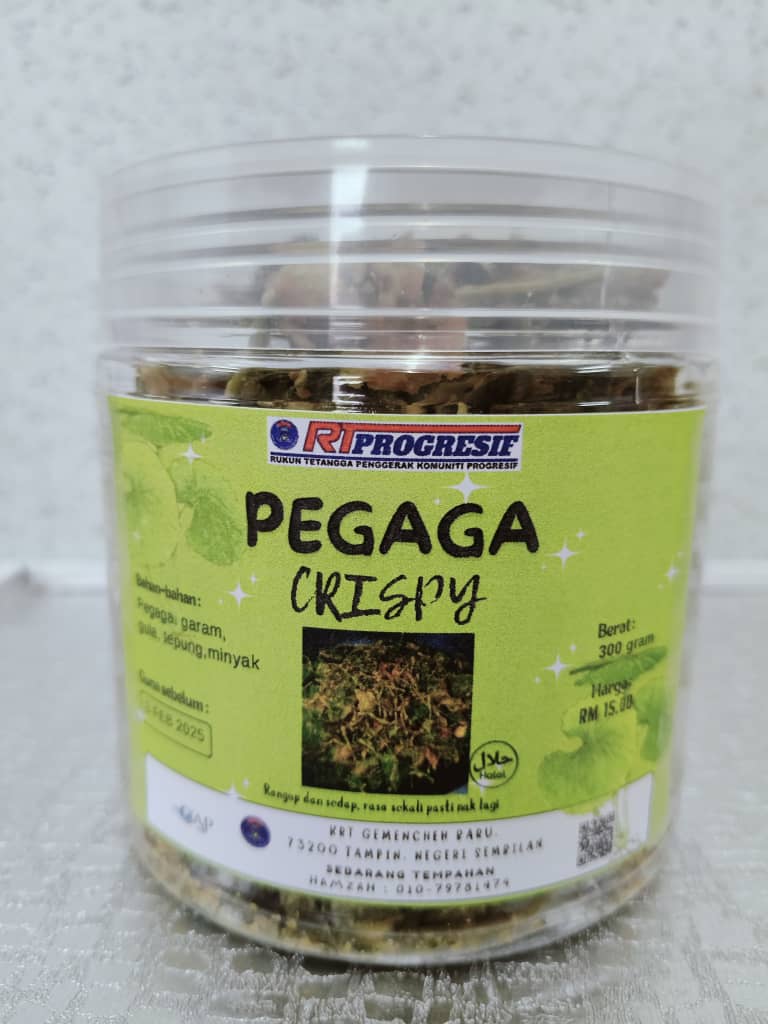 RT PROGRESIF
RUKUN TETANGGA PENGGERAK KOMUNITI PROGRESIF
PEGAGA
CRISPY
Bahan-bahan:
Pegaga, garam,
gula, tepung,minyak
Guna sebelum:
FEB 2025
Berat:
300 gram
Harga:
RM 15.00
حلال
Halal
Rangup dan sedap, rasa sekali pasti nak lagi
KRT GEMENCHEH BARU,
73200 TAMPIN, NEGERI SEMBILAN
SEBARANG TEMPAHAN
HAMZAH : 010-79781474